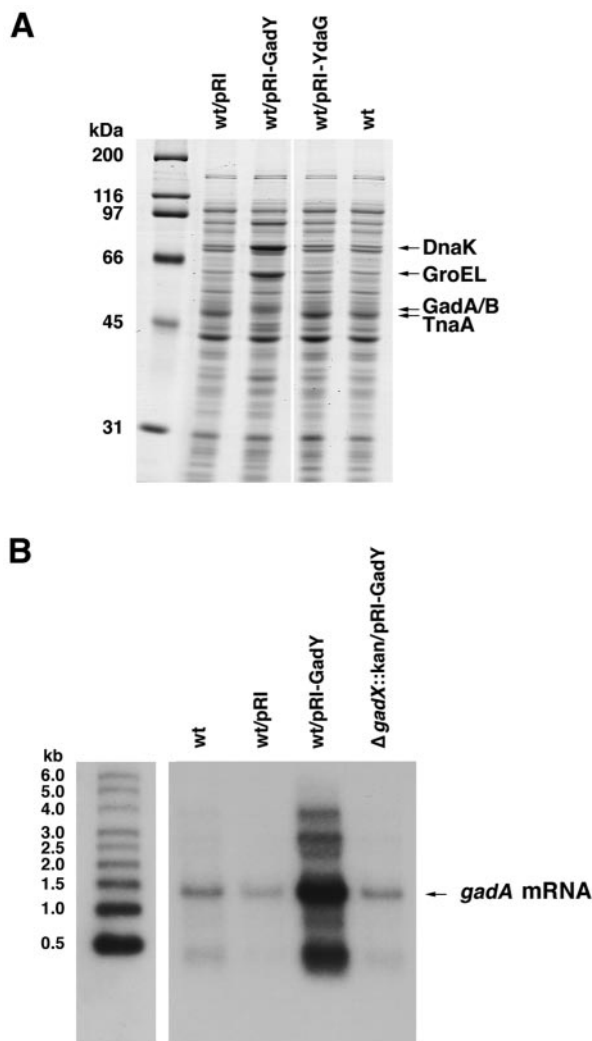 A
wt/pRI
wt/pRI-GadY
wt/pRI-YdaG
wt
kDa
200
116
97
66
45
31
DnaK
GroEL
GadA/B
TnaA
B
wt
wt/pRI
wt/pRI-GadY
ΔgadX::kan/pRI-GadY
kb
6.0
5.0
4.0
3.0
2.5
2.0
1.5
1.0
0.5
gadA mRNA